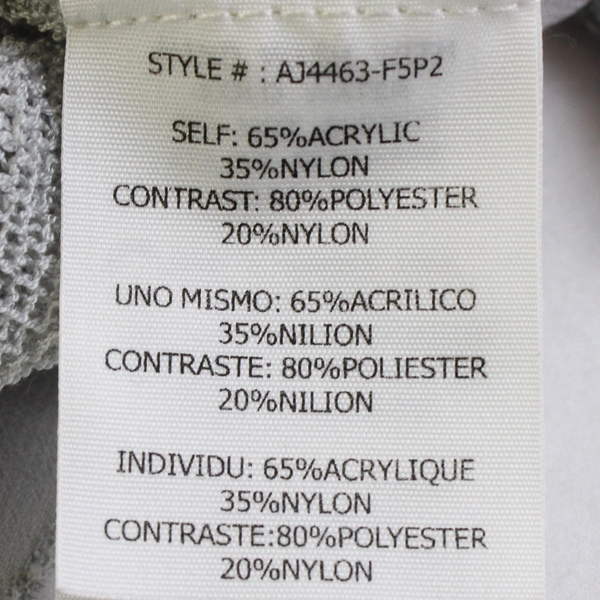 STYLE # : AJ4463-F5P2
SELF: 65%ACRYLIC
35%NYLON
CONTRAST: 80%POLYESTER
20%NYLON
UNO MISMO: 65%ACRILICO
35%NILION
CONTRASTE: 80%POLIESTER
20%NILION
INDIVIDU: 65%ACRYLIQUE
35%NYLON
CONTRASTE:80%POLYESTER
20%NYLON